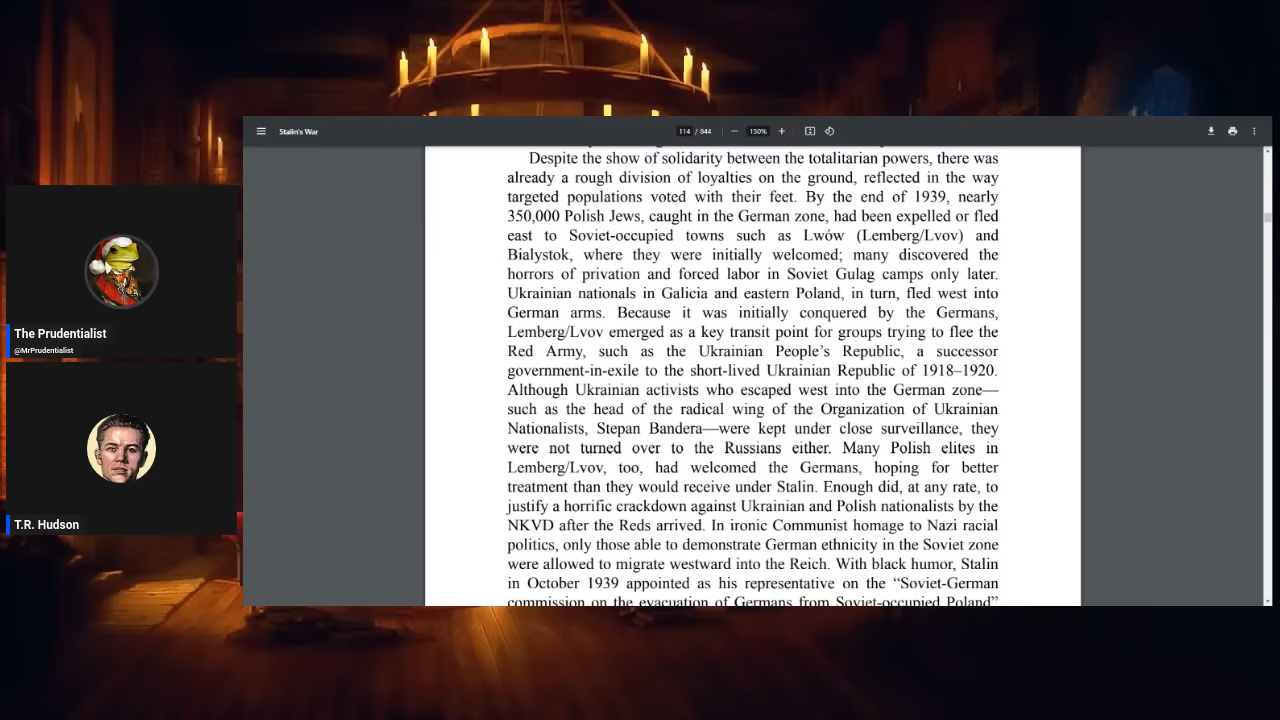 Stalin's War
114 / 844
150%
Despite the show of solidarity between the totalitarian powers, there was
already a rough division of loyalties on the ground, reflected in the way
targeted populations voted with their feet. By the end of 1939, nearly
350,000 Polish Jews, caught in the German zone, had been expelled or fled
east to Soviet-occupied towns such as Lwów (Lemberg/Lvov) and
Bialystok, where they were initially welcomed; many discovered the
horrors of privation and forced labor in Soviet Gulag camps only later.
Ukrainian nationals in Galicia and eastern Poland, in turn, fled west into
German arms. Because it was initially conquered by the Germans,
Lemberg/Lvov emerged as a key transit point for groups trying to flee the
Red Army, such as the Ukrainian People’s Republic, a successor
government-in-exile to the short-lived Ukrainian Republic of 1918–1920.
Although Ukrainian activists who escaped west into the German zone—
such as the head of the radical wing of the Organization of Ukrainian
Nationalists, Stepan Bandera—were kept under close surveillance, they
were not turned over to the Russians either. Many Polish elites in
Lemberg/Lvov, too, had welcomed the Germans, hoping for better
treatment than they would receive under Stalin. Enough did, at any rate, to
justify a horrific crackdown against Ukrainian and Polish nationalists by the
NKVD after the Reds arrived. In ironic Communist homage to Nazi racial
politics, only those able to demonstrate German ethnicity in the Soviet zone
were allowed to migrate westward into the Reich. With black humor, Stalin
in October 1939 appointed as his representative on the “Soviet-German
commission on the evacuation of Germans from Soviet-occupied Poland”
The Prudentialist
@MrPrudentialist
T.R. Hudson